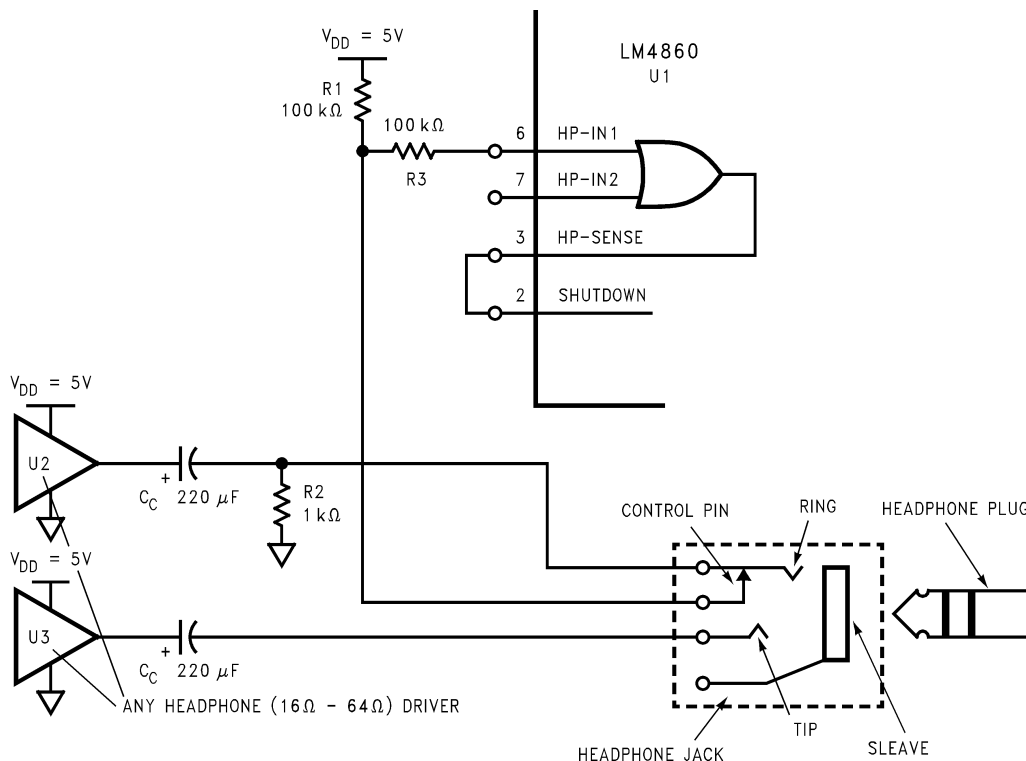 V_DD = 5V
LM4860
U1
R1
100 kΩ
100 kΩ
R3
6 HP-IN1
7 HP-IN2
3 HP-SENSE
2 SHUTDOWN
V_DD = 5V
U2
+
C_C 220 μF
R2
1 kΩ
V_DD = 5V
U3
+
C_C 220 μF
ANY HEADPHONE (16Ω - 64Ω) DRIVER
CONTROL PIN
RING
HEADPHONE PLUG
TIP
SLEAVE
HEADPHONE JACK